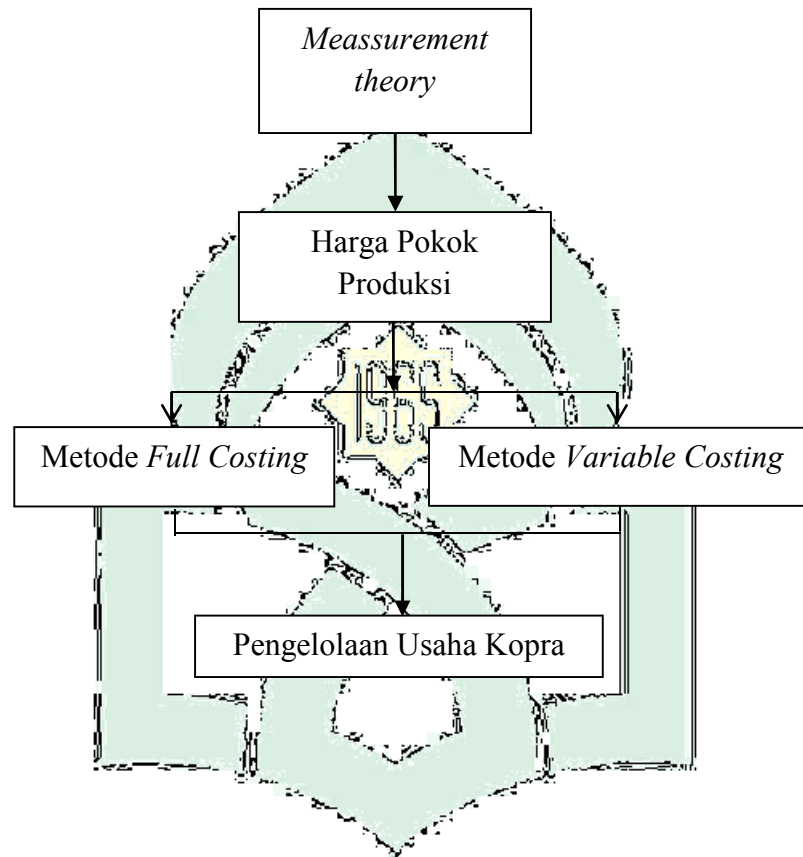 Meassurement
theory
Harga Pokok
Produksi
Metode Full Costing
Metode Variable Costing
Pengelolaan Usaha Kopra